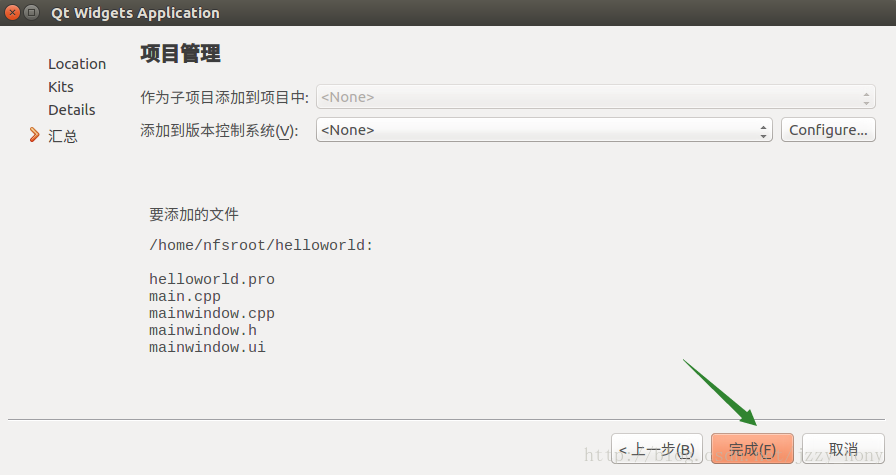 Qt Widgets Application
Location
Kits
Details
汇总
项目管理
作为子项目添加到项目中: <None>
添加到版本控制系统(V): <None> Configure...
要添加的文件
/home/nfsroot/helloworld:
helloworld.pro
main.cpp
mainwindow.cpp
mainwindow.h
mainwindow.ui
< 上一步(B) 完成(F) 取消